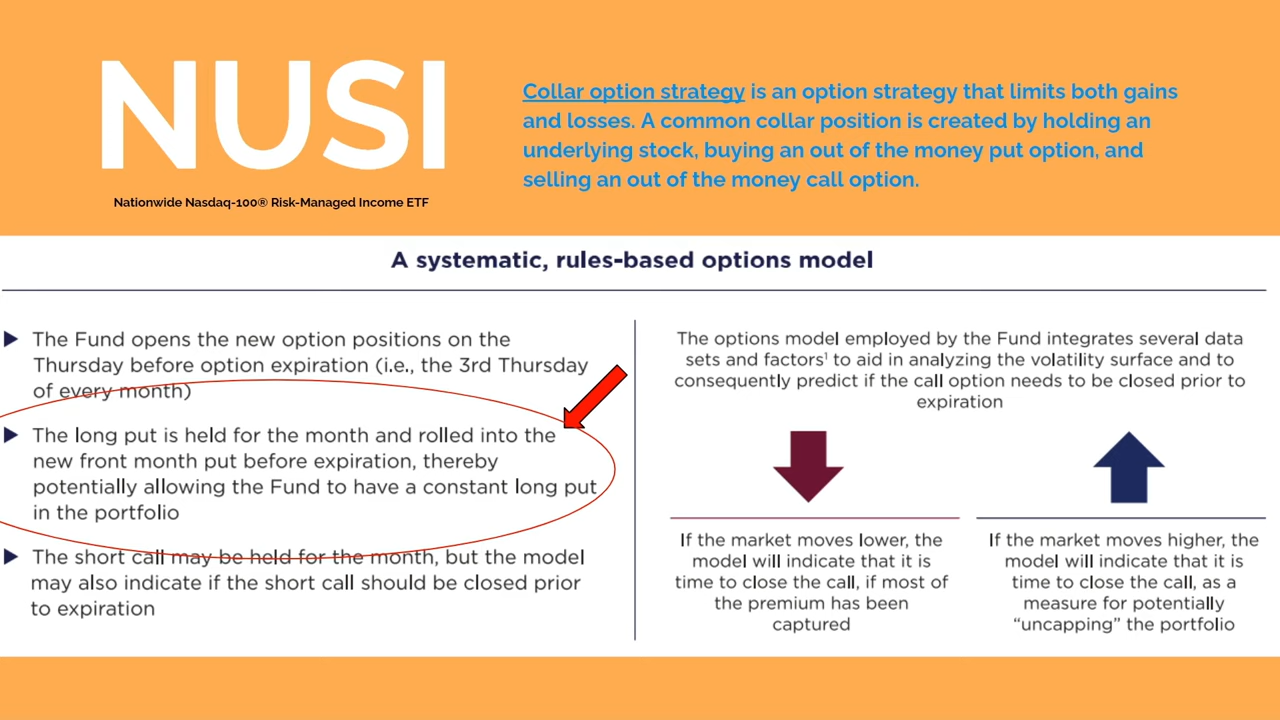 NUSI
Nationwide Nasdaq-100® Risk-Managed Income ETF
Collar option strategy is an option strategy that limits both gains
and losses. A common collar position is created by holding an
underlying stock, buying an out of the money put option, and
selling an out of the money call option.
A systematic, rules-based options model
The Fund opens the new option positions on the
Thursday before option expiration (i.e., the 3rd Thursday
of every month)
The long put is held for the month and rolled into the
new front month put before expiration, thereby
potentially allowing the Fund to have a constant long put
in the portfolio
The short call may be held for the month, but the model
may also indicate if the short call should be closed prior
to expiration
The options model employed by the Fund integrates several data
sets and factors¹ to aid in analyzing the volatility surface and to
consequently predict if the call option needs to be closed prior to
expiration
If the market moves lower, the
model will indicate that it is
time to close the call, if most of
the premium has been
captured
If the market moves higher, the
model will indicate that it is
time to close the call, as a
measure for potentially
“uncapping” the portfolio